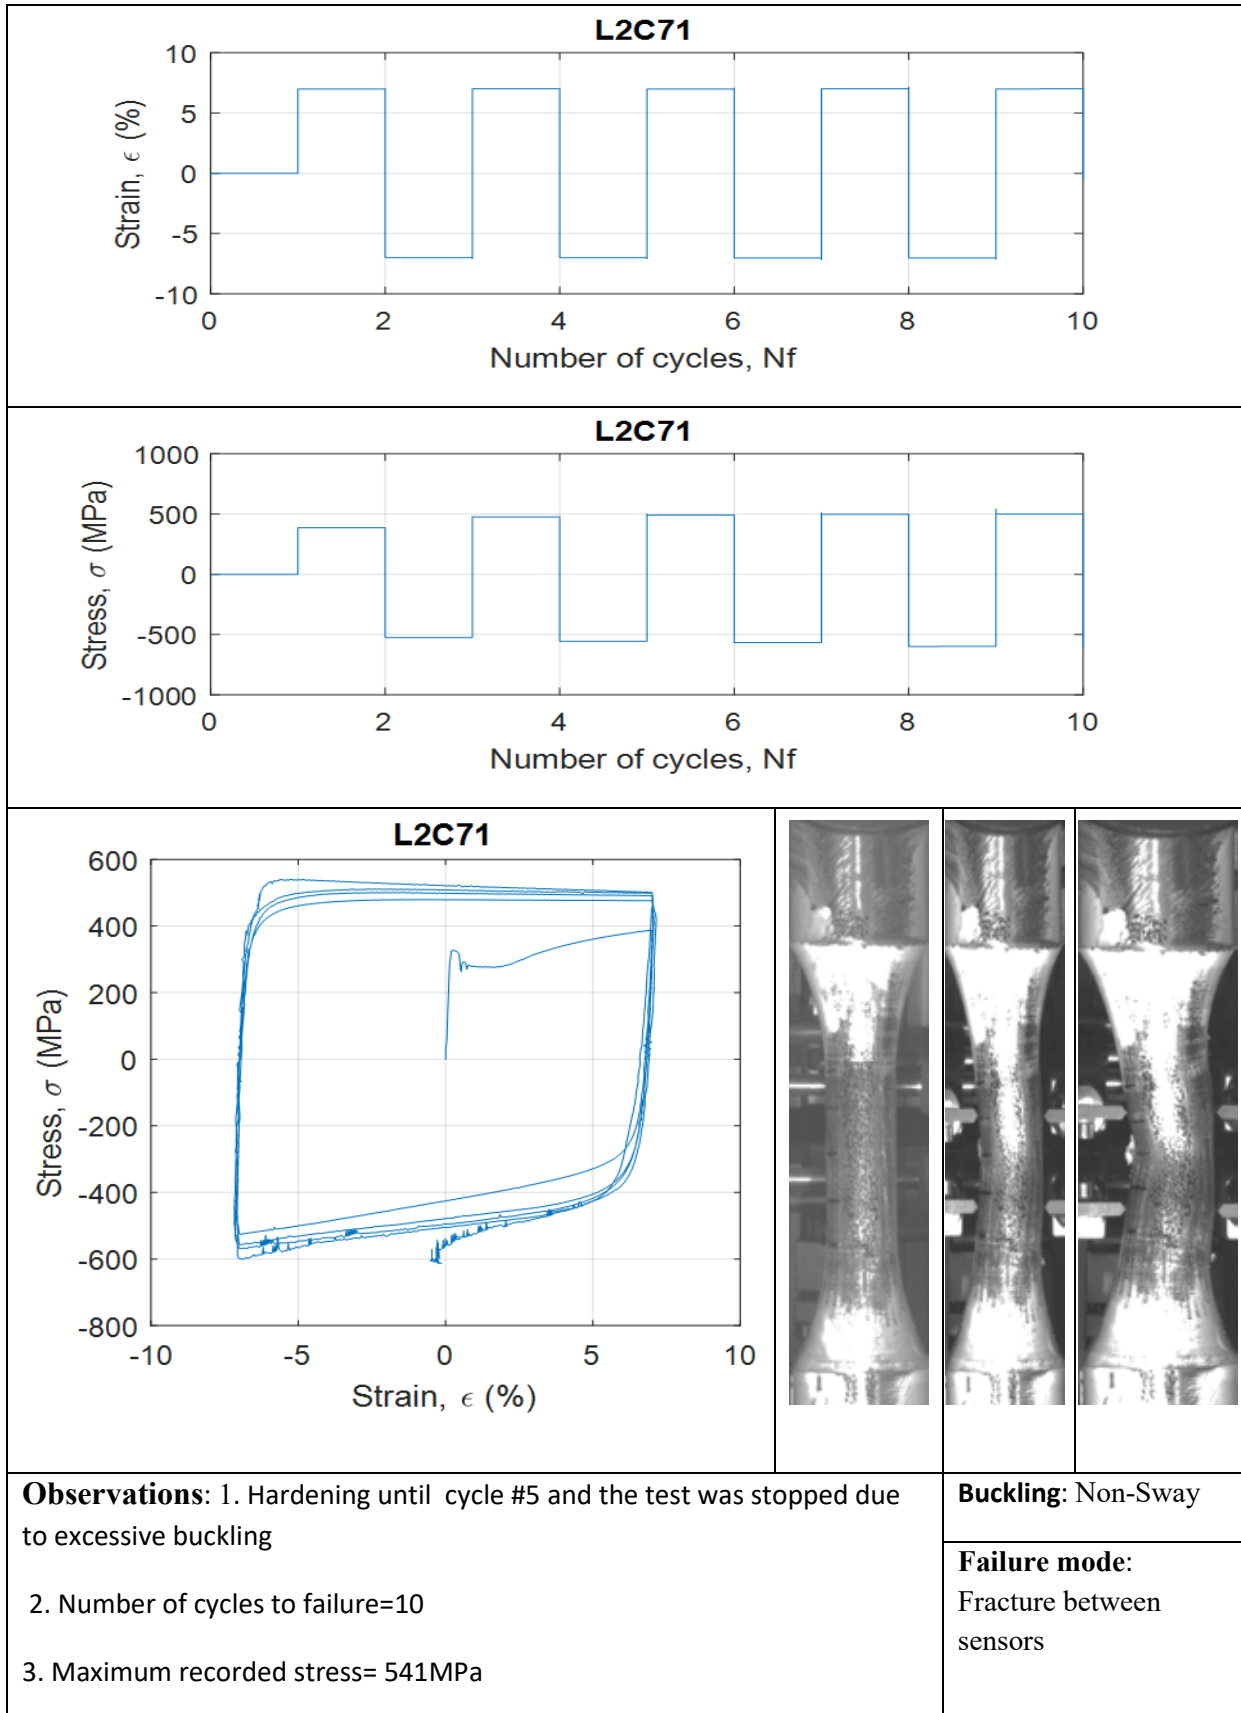 L2C71
10
5
0
-5
-10
Strain, ϵ (%)
0 2 4 6 8 10
Number of cycles, Nf
L2C71
1000
500
0
-500
-1000
Stress, σ (MPa)
0 2 4 6 8 10
Number of cycles, Nf
L2C71
600
400
200
0
-200
-400
-600
-800
Stress, σ (MPa)
-10 -5 0 5 10
Strain, ϵ (%)
Observations: 1. Hardening until cycle #5 and the test was stopped due
to excessive buckling
2. Number of cycles to failure=10
3. Maximum recorded stress= 541MPa
Buckling: Non-Sway
Failure mode:
Fracture between
sensors